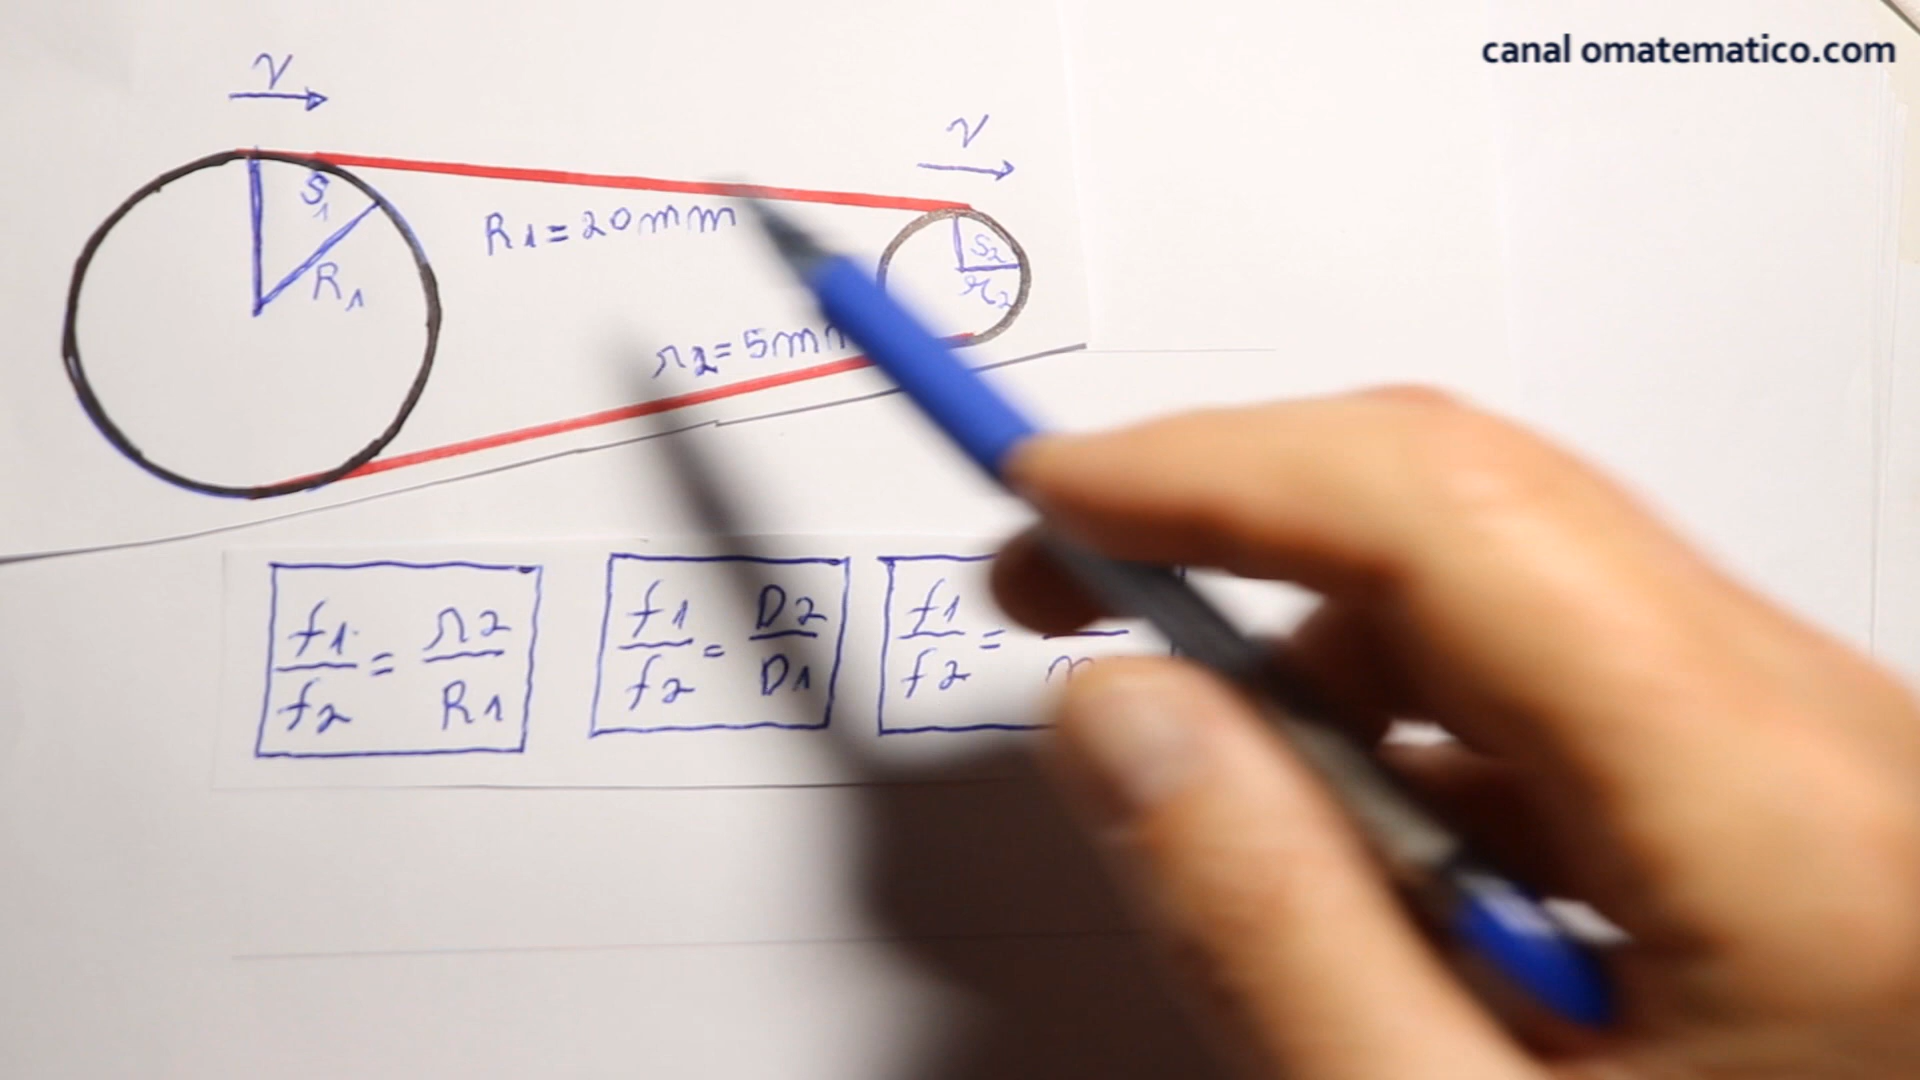 canal omatematico.com
v
v
S1
R1
R1 = 20mm
S2
r2
r2 = 5m
f1/f2 = r2/R1
f1/f2 = D2/D1
f1/f2 =